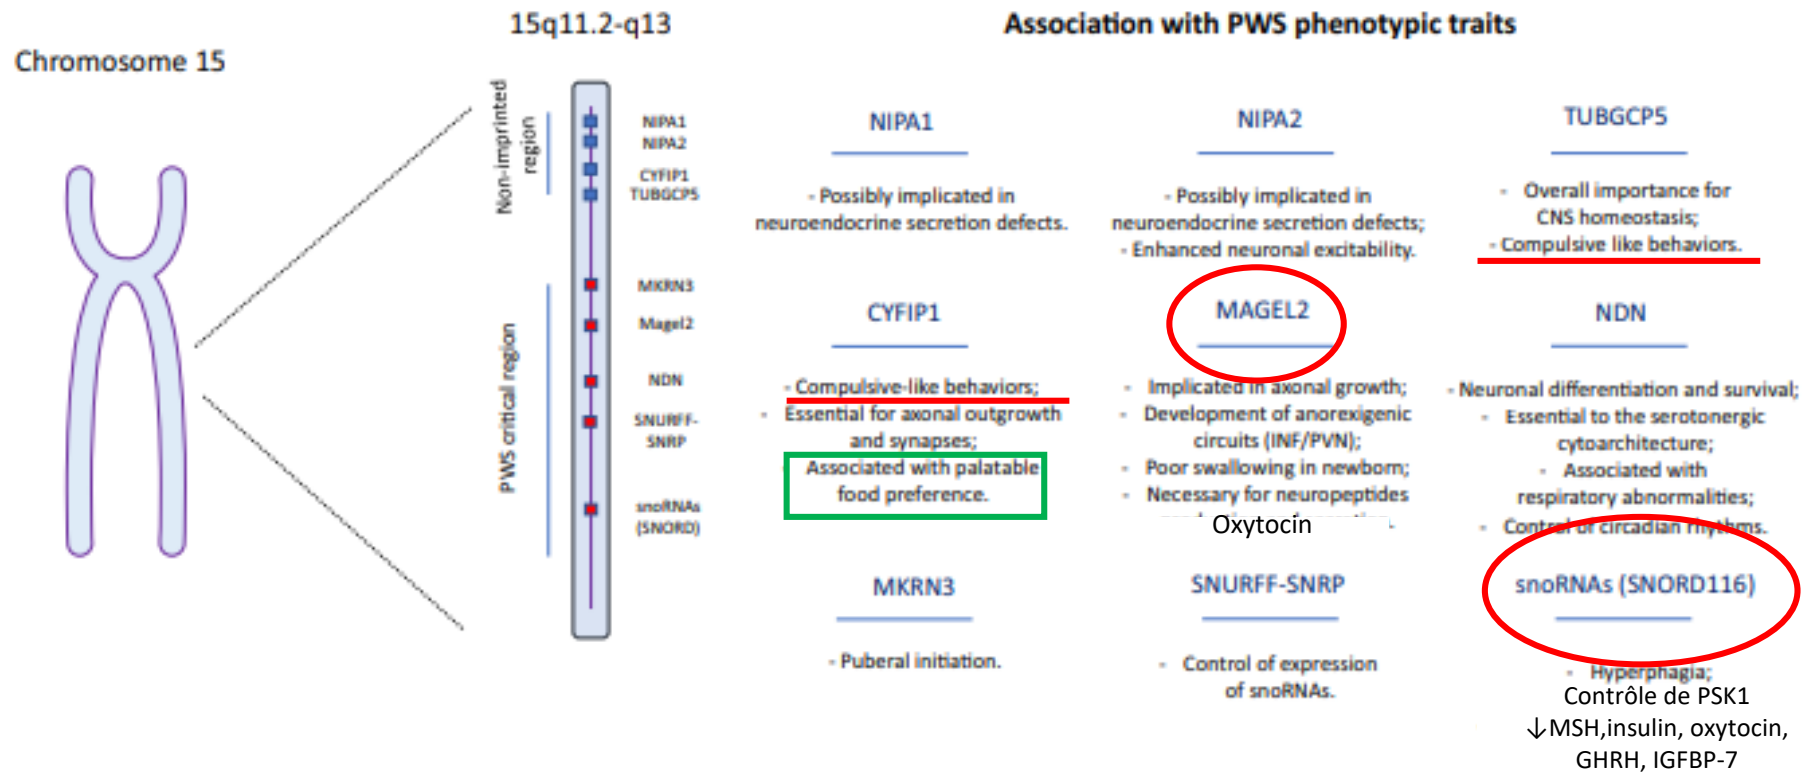 Chromosome 15
15q11.2-q13
Association with PWS phenotypic traits
Non-imprinted
region
NIPA1
NIPA2
CYFIP1
TUBGCP5
PWS critical region
MKRN3
Magel2
NDN
SNURFF-
SNRP
snoRNAs
(SNORD)
NIPA1
- Possibly implicated in
neuroendocrine secretion defects.
NIPA2
- Possibly implicated in
neuroendocrine secretion defects;
- Enhanced neuronal excitability.
TUBGCP5
- Overall importance for
CNS homeostasis;
- Compulsive like behaviors.
CYFIP1
- Compulsive-like behaviors;
- Essential for axonal outgrowth
and synapses;
Associated with palatable
food preference.
MAGEL2
- Implicated in axonal growth;
- Development of anorexigenic
circuits (INF/PVN);
- Poor swallowing in newborn;
- Necessary for neuropeptides
Oxytocin
NDN
- Neuronal differentiation and survival;
- Essential to the serotonergic
cytoarchitecture;
- Associated with
respiratory abnormalities;
- Control of circadian rhythms.
MKRN3
- Puberal initiation.
SNURFF-SNRP
- Control of expression
of snoRNAs.
snoRNAs (SNORD116)
- Hyperphagia;
Contrôle de PSK1
↓MSH,insulin, oxytocin,
GHRH, IGFBP-7